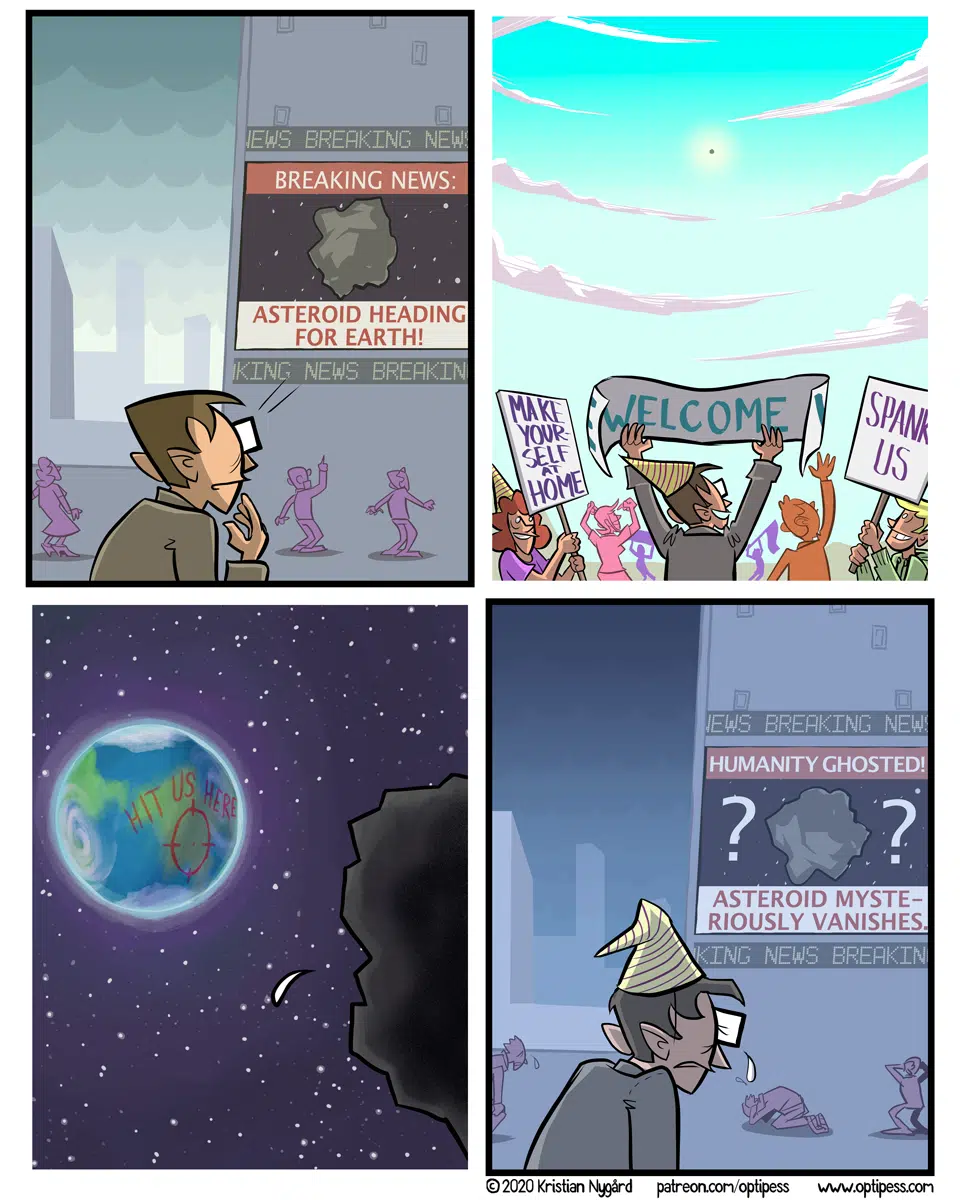 NEWS BREAKING NEWS
BREAKING NEWS:
ASTEROID HEADING
FOR EARTH!
KING NEWS BREAKIN
MAKE
YOUR-
SELF
AT
HOME
WELCOME
SPANK
US
HIT US HERE
NEWS BREAKING NEWS
HUMANITY GHOSTED!
? ?
ASTEROID MYSTE-
RIOUSLY VANISHES.
KING NEWS BREAKIN
© 2020 Kristian Nygård patreon.com/optipess www.optipess.com